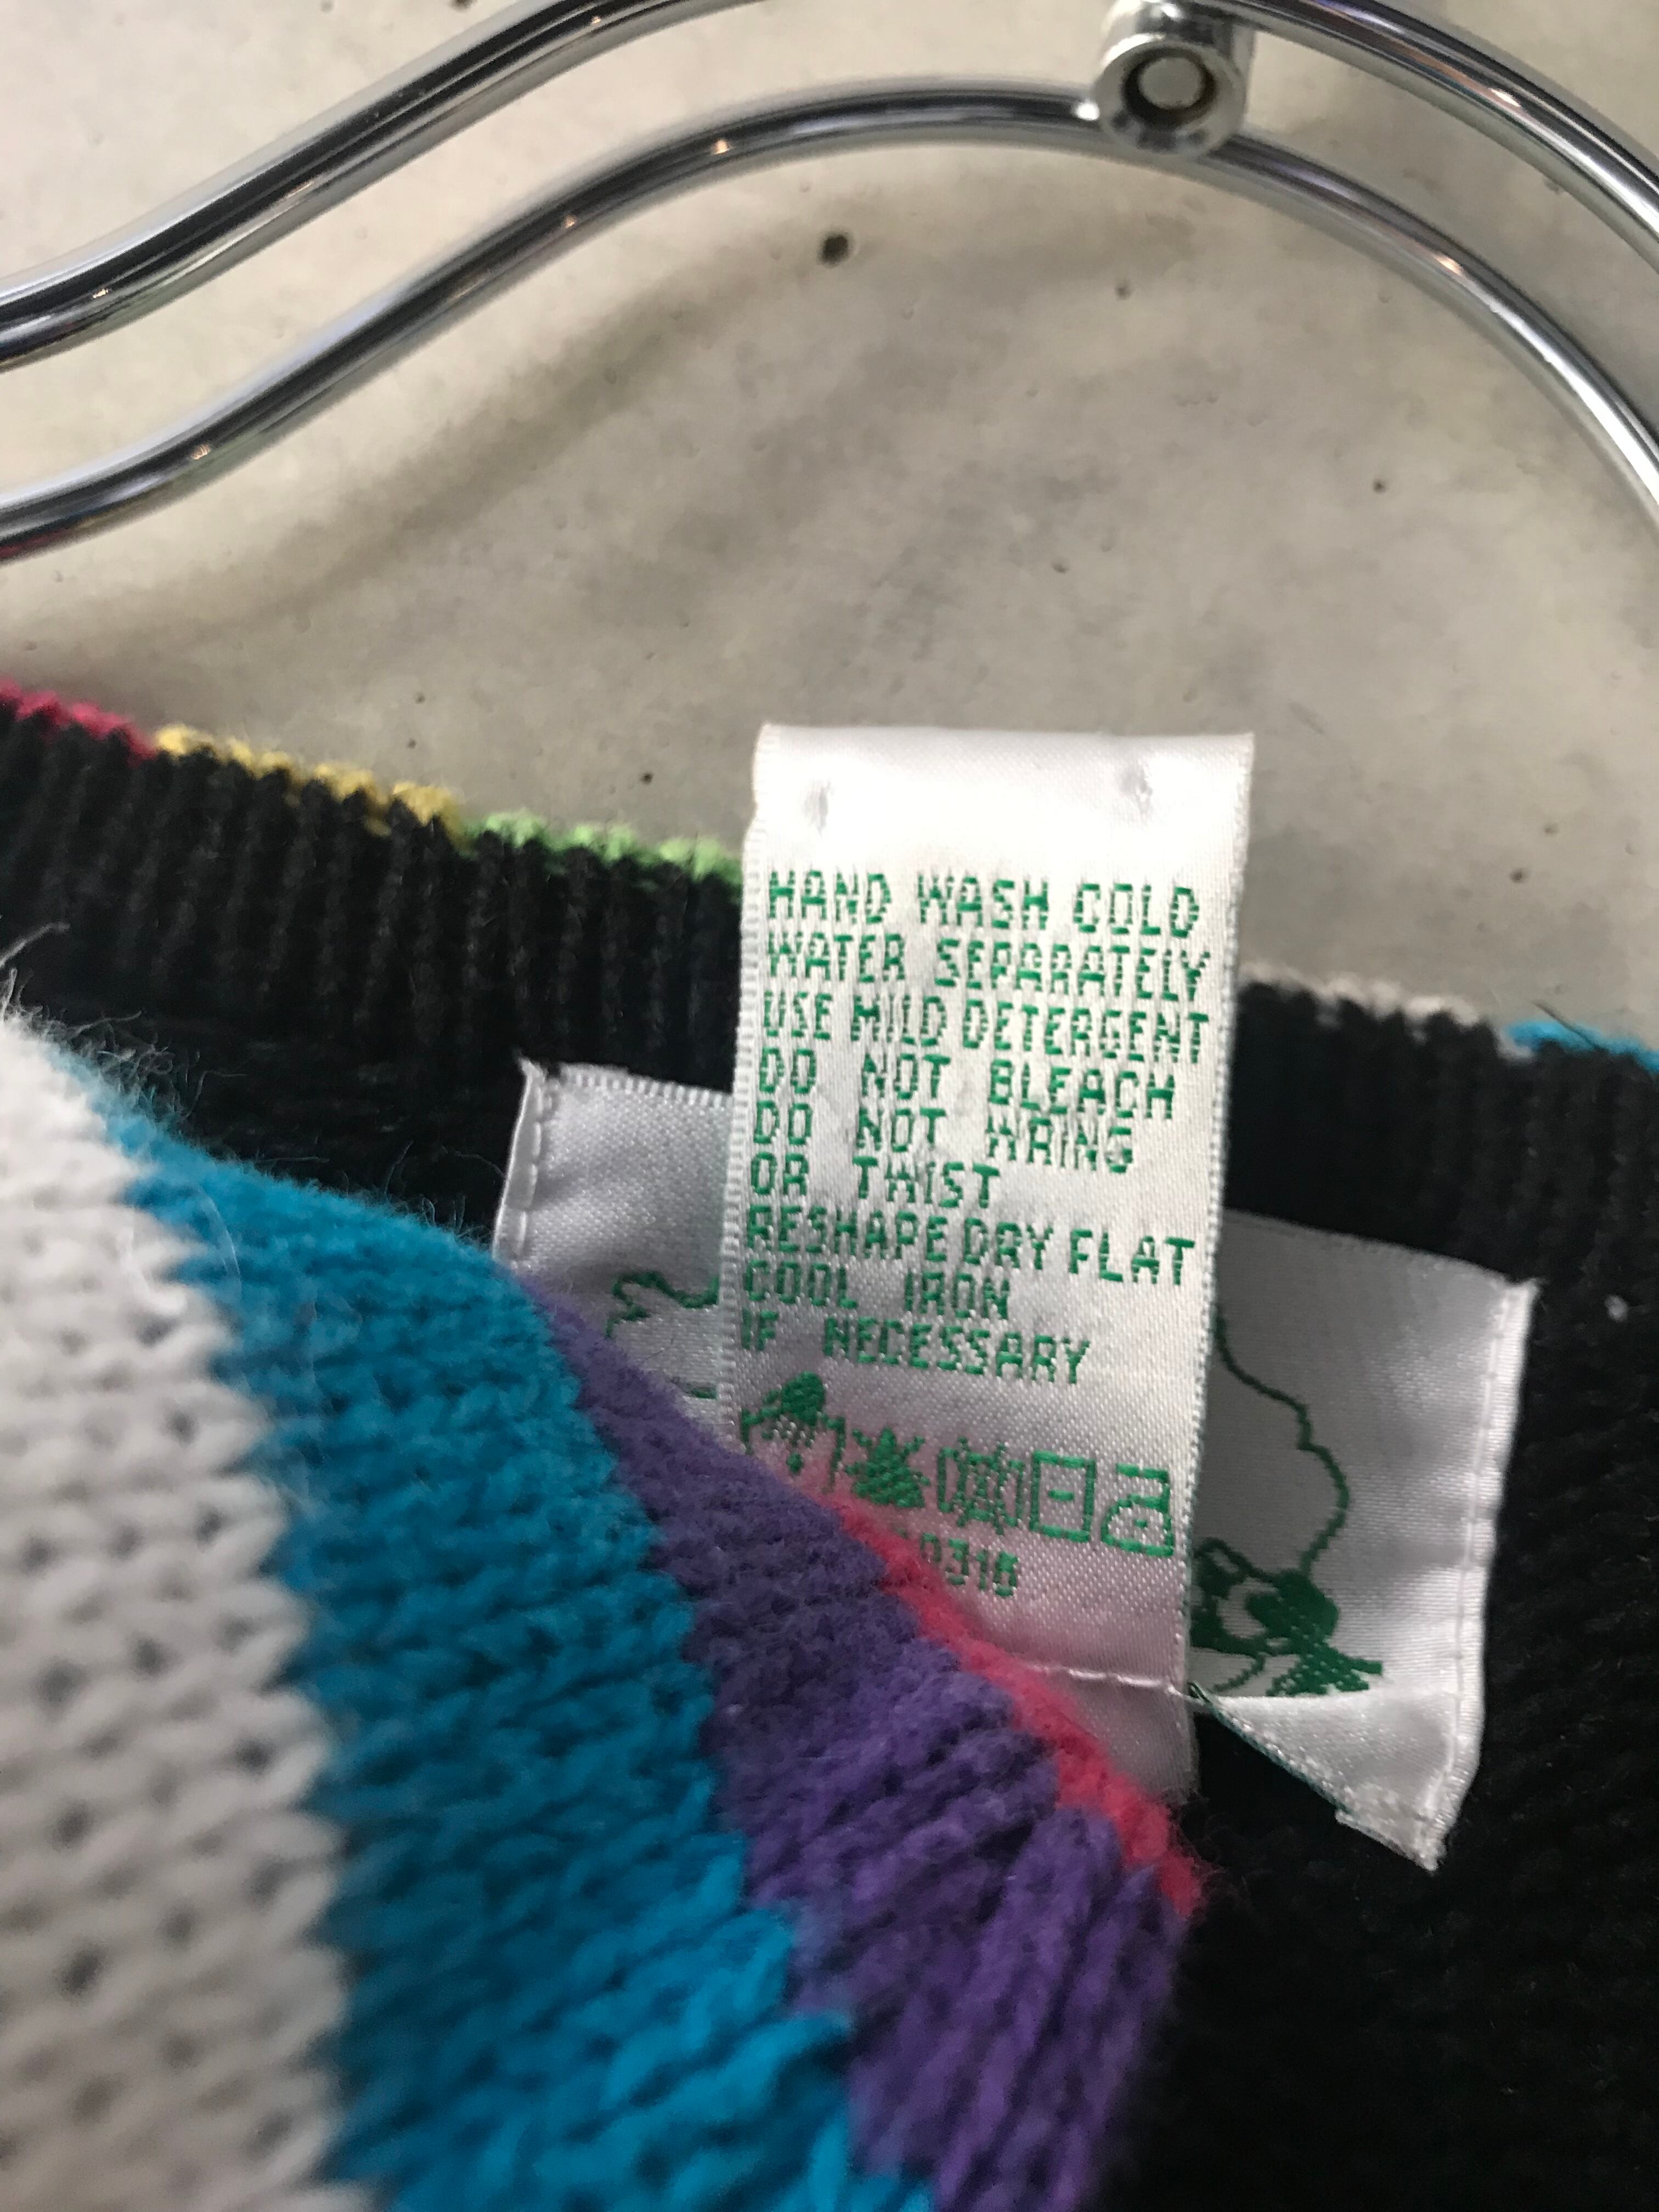 HAND WASH COLD
WATER SEPARATELY
USE MILD DETERGENT
DO NOT BLEACH
DO NOT WRING
OR TWIST
RESHAPE DRY FLAT
COOL IRON
IF NECESSARY